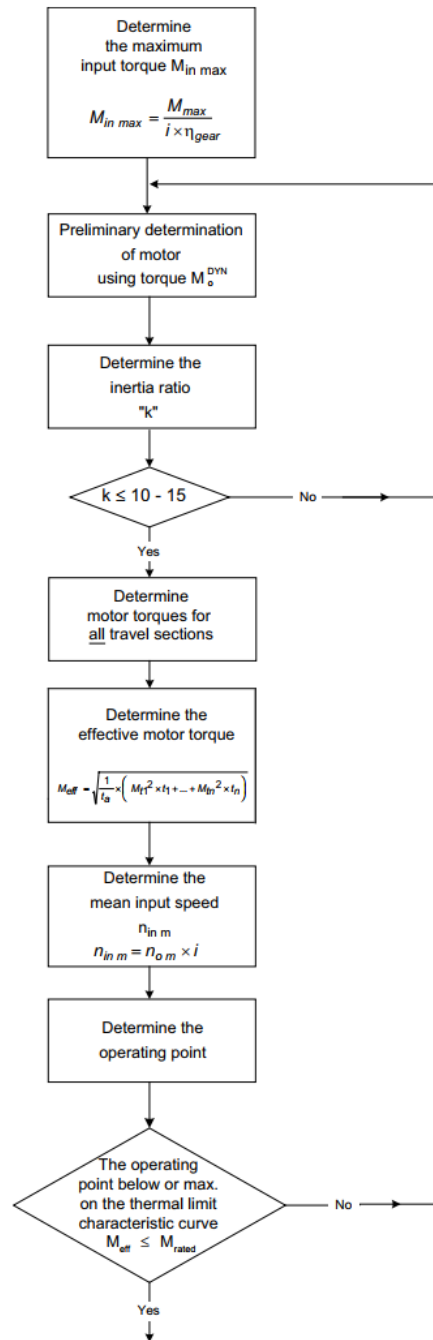 Determine
the maximum
input torque M_in max
M_in max = M_max / (i × η_gear)
Preliminary determination
of motor
using torque M_o^DYN
Determine the
inertia ratio
"k"
k ≤ 10 - 15
No
Yes
Determine
motor torques for
all travel sections
Determine the
effective motor torque
M_eff = √(1/t_a × (M_t1² × t_1 + ... + M_tn² × t_n))
Determine the
mean input speed
n_in m
n_in m = n_o m × i
Determine the
operating point
The operating
point below or max.
on the thermal limit
characteristic curve
M_eff ≤ M_rated
No
Yes